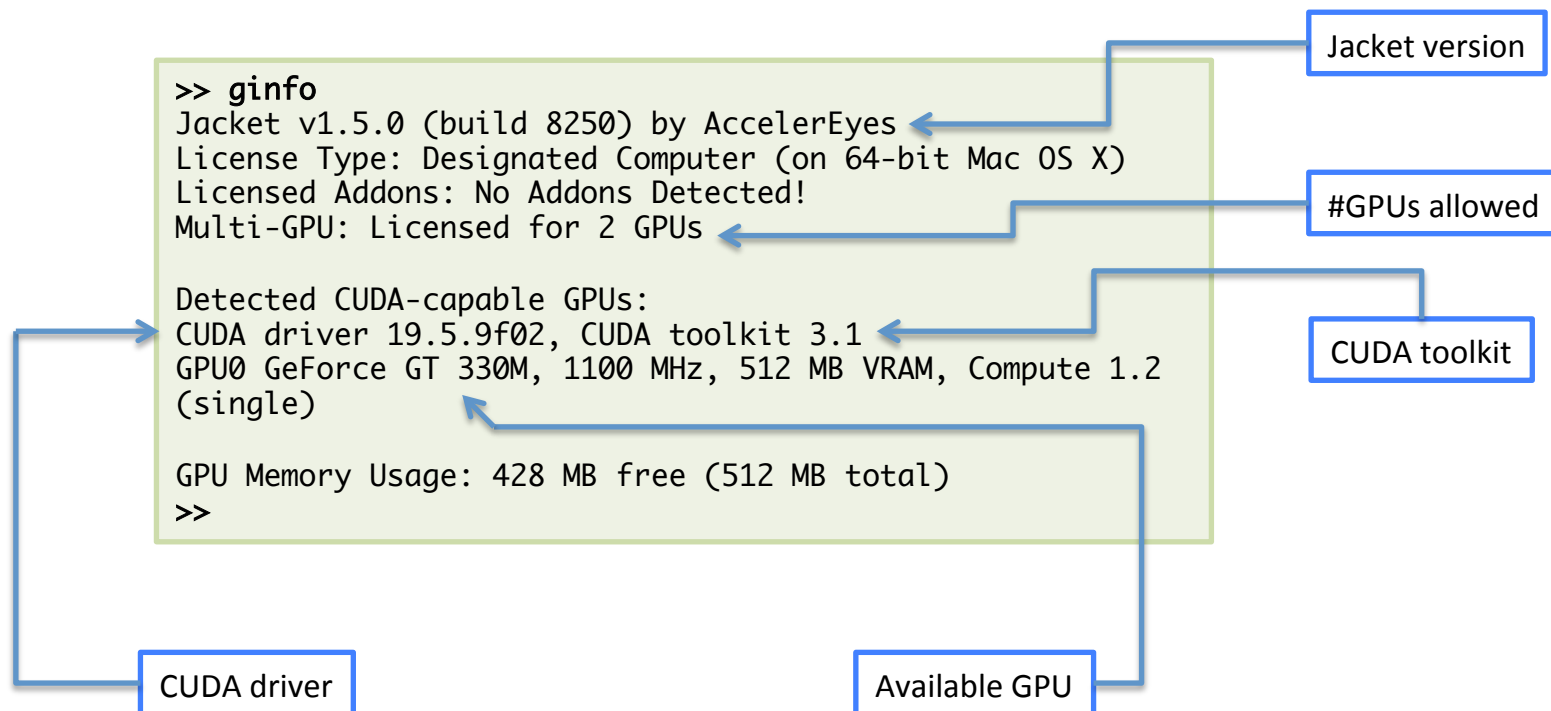 Jacket version
>> ginfo
Jacket v1.5.0 (build 8250) by AccelerEyes
License Type: Designated Computer (on 64-bit Mac OS X)
Licensed Addons: No Addons Detected!
Multi-GPU: Licensed for 2 GPUs
#GPUs allowed
Detected CUDA-capable GPUs:
CUDA driver 19.5.9f02, CUDA toolkit 3.1
GPU0 GeForce GT 330M, 1100 MHz, 512 MB VRAM, Compute 1.2
(single)
CUDA toolkit
GPU Memory Usage: 428 MB free (512 MB total)
>>
CUDA driver
Available GPU